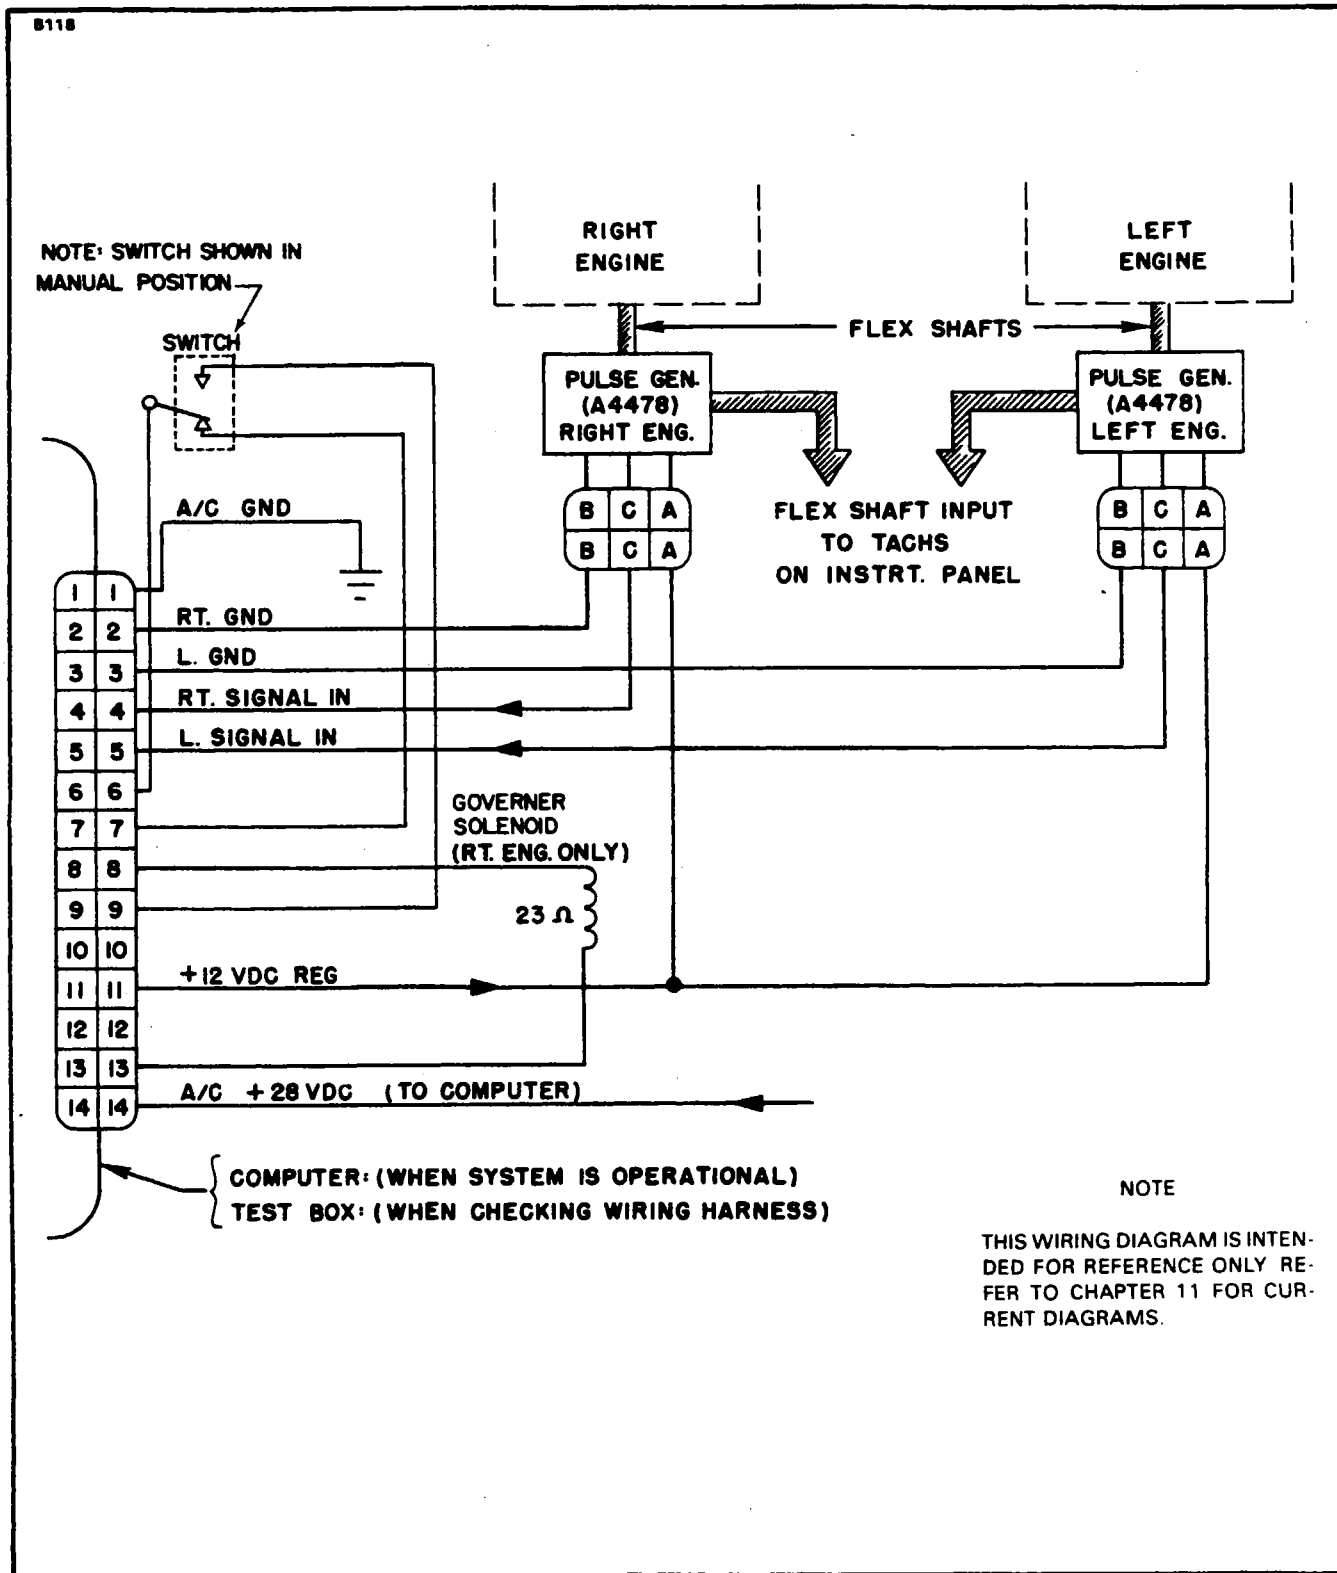 B118
RIGHT
ENGINE
LEFT
ENGINE
NOTE: SWITCH SHOWN IN
MANUAL POSITION
SWITCH
FLEX SHAFTS
PULSE GEN.
(A4478)
RIGHT ENG.
PULSE GEN.
(A4478)
LEFT ENG.
B C A
B C A
B C A
B C A
FLEX SHAFT INPUT
TO TACHS
ON INSTRT. PANEL
A/C GND
1 1
2 2 RT. GND
3 3 L. GND
4 4 RT. SIGNAL IN
5 5 L. SIGNAL IN
6 6
7 7
GOVERNER
SOLENOID
(RT. ENG. ONLY)
8 8
9 9
23 Ω
10 10
11 11 +12 VDC REG
12 12
13 13
14 14 A/C +28 VDC (TO COMPUTER)
COMPUTER: (WHEN SYSTEM IS OPERATIONAL)
TEST BOX: (WHEN CHECKING WIRING HARNESS)
NOTE
THIS WIRING DIAGRAM IS INTEN-
DED FOR REFERENCE ONLY RE-
FER TO CHAPTER 11 FOR CUR-
RENT DIAGRAMS.